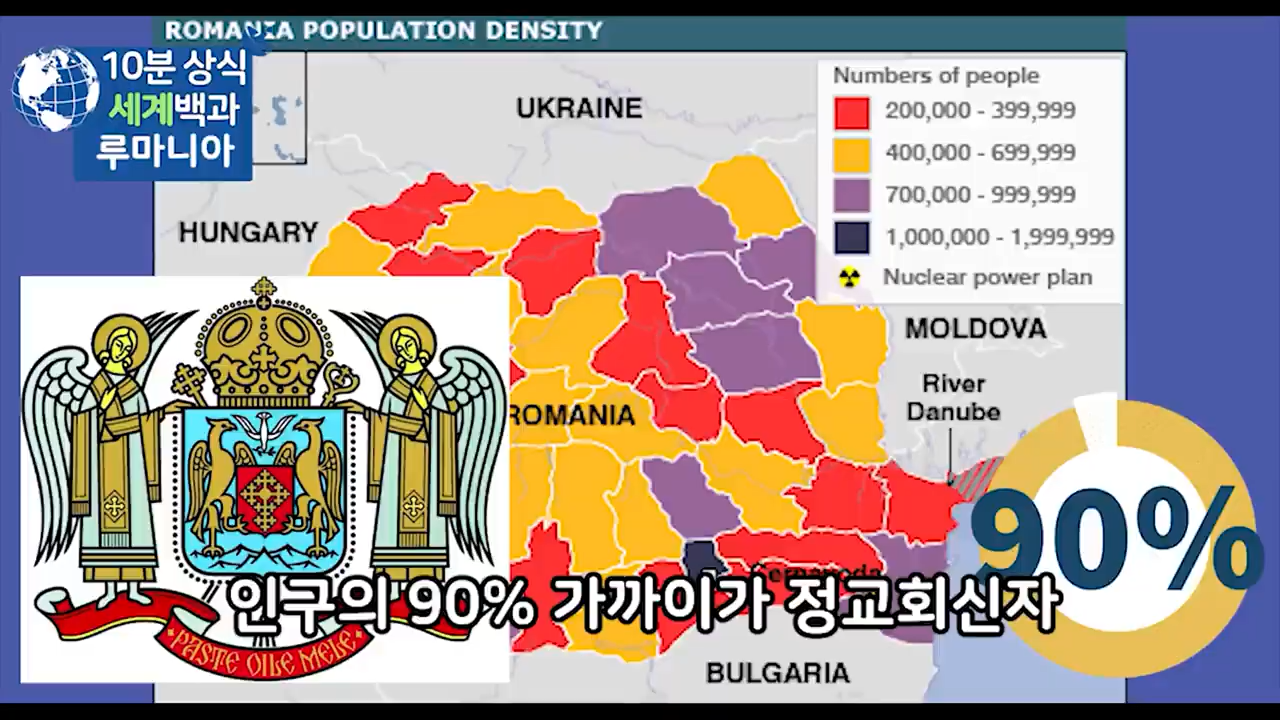 ROMANIA POPULATION DENSITY
10분 상식
세계백과
루마니아
UKRAINE
HUNGARY
Numbers of people
200,000 - 399,999
400,000 - 699,999
700,000 - 999,999
1,000,000 - 1,999,999
Nuclear power plan
MOLDOVA
River
Danube
ROMANIA
90%
Cernavoda
인구의 90% 가까이가 정교회신자
PASTE OILE MELE
BULGARIA